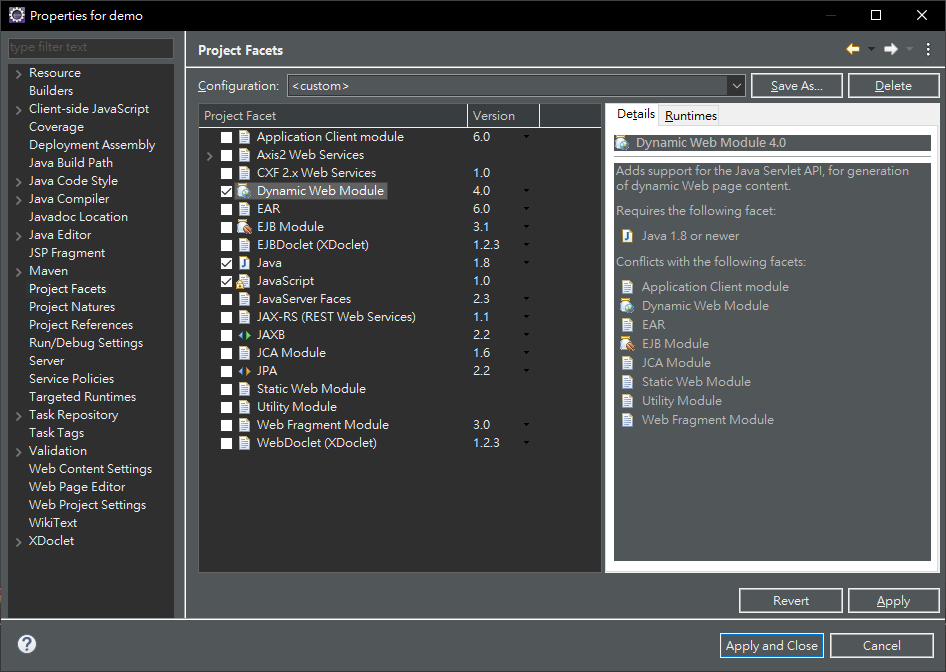 Properties for demo
type filter text
Resource
Builders
Client-side JavaScript
Coverage
Deployment Assembly
Java Build Path
Java Code Style
Java Compiler
Javadoc Location
Java Editor
JSP Fragment
Maven
Project Facets
Project Natures
Project References
Run/Debug Settings
Server
Service Policies
Targeted Runtimes
Task Repository
Task Tags
Validation
Web Content Settings
Web Page Editor
Web Project Settings
WikiText
XDoclet
Project Facets
Configuration: <custom> Save As... Delete
Project Facet Version
Application Client module 6.0
Axis2 Web Services
CXF 2.x Web Services 1.0
Dynamic Web Module 4.0
EAR 6.0
EJB Module 3.1
EJBDoclet (XDoclet) 1.2.3
Java 1.8
JavaScript 1.0
JavaServer Faces 2.3
JAX-RS (REST Web Services) 1.1
JAXB 2.2
JCA Module 1.6
JPA 2.2
Static Web Module
Utility Module
Web Fragment Module 3.0
WebDoclet (XDoclet) 1.2.3
Details Runtimes
Dynamic Web Module 4.0
Adds support for the Java Servlet API, for generation
of dynamic Web page content.
Requires the following facet:
Java 1.8 or newer
Conflicts with the following facets:
Application Client module
Dynamic Web Module
EAR
EJB Module
JCA Module
Static Web Module
Utility Module
Web Fragment Module
Revert Apply
? Apply and Close Cancel